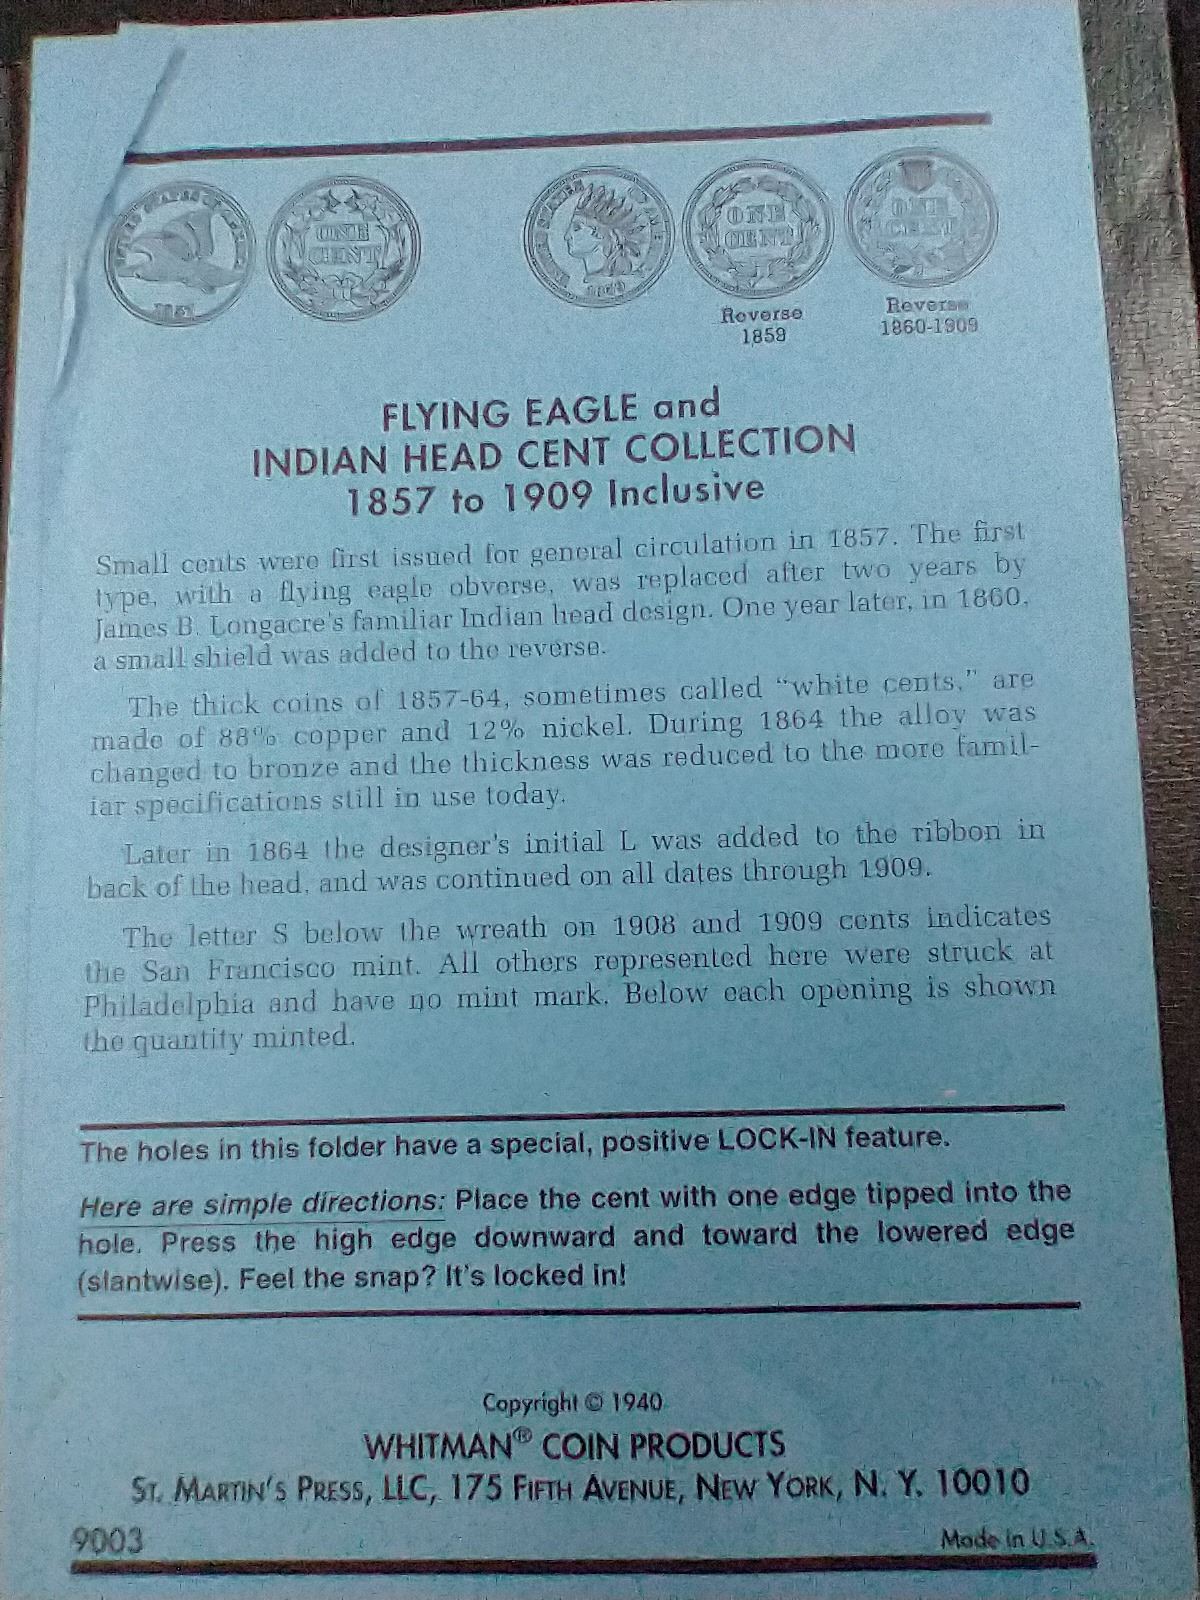 UNITED STATES OF AMERICA
ONE
CENT
ONE
CENT
ONE
CENT
Reverse
1859
Reverse
1860-1909
FLYING EAGLE and
INDIAN HEAD CENT COLLECTION
1857 to 1909 Inclusive
Small cents were first issued for general circulation in 1857. The first
type, with a flying eagle obverse, was replaced after two years by
James B. Longacre's familiar Indian head design. One year later, in 1860,
a small shield was added to the reverse.
The thick coins of 1857-64, sometimes called “white cents,” are
made of 88% copper and 12% nickel. During 1864 the alloy was
changed to bronze and the thickness was reduced to the more famil-
iar specifications still in use today.
Later in 1864 the designer's initial L was added to the ribbon in
back of the head, and was continued on all dates through 1909.
The letter S below the wreath on 1908 and 1909 cents indicates
the San Francisco mint. All others represented here were struck at
Philadelphia and have no mint mark. Below each opening is shown
the quantity minted.
The holes in this folder have a special, positive LOCK-IN feature.
Here are simple directions: Place the cent with one edge tipped into the
hole. Press the high edge downward and toward the lowered edge
(slantwise). Feel the snap? It's locked in!
Copyright © 1940
WHITMAN® COIN PRODUCTS
ST. MARTIN'S PRESS, LLC, 175 FIFTH AVENUE, NEW YORK, N. Y. 10010
9003
Made in U.S.A.